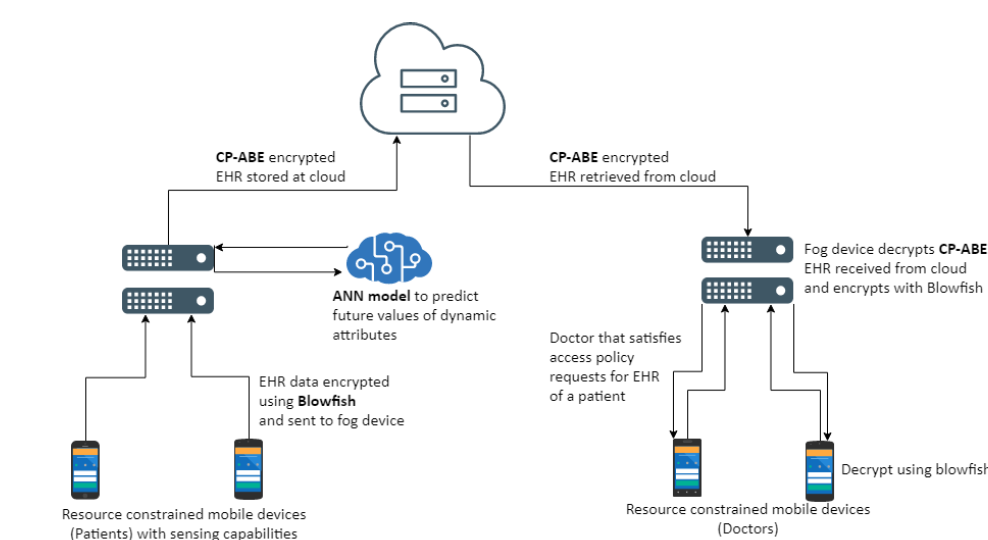 CP-ABE encrypted
EHR stored at cloud
CP-ABE encrypted
EHR retrieved from cloud
Fog device decrypts CP-ABE
EHR received from cloud
and encrypts with Blowfish
ANN model to predict
future values of dynamic
attributes
Doctor that satisfies
access policy
requests for EHR
of a patient
EHR data encrypted
using Blowfish
and sent to fog device
Decrypt using blowfish
Resource constrained mobile devices
(Patients) with sensing capabilities
Resource constrained mobile devices
(Doctors)